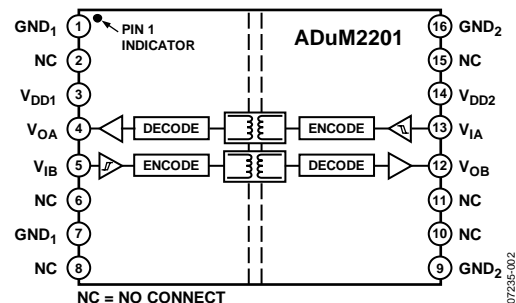 ADuM2201
PIN 1
INDICATOR
GND1 1
NC 2
VDD1 3
VOA 4
VIB 5
NC 6
GND1 7
NC 8
DECODE ENCODE
ENCODE DECODE
16 GND2
15 NC
14 VDD2
13 VIA
12 VOB
11 NC
10 NC
9 GND2
NC = NO CONNECT
07235-002